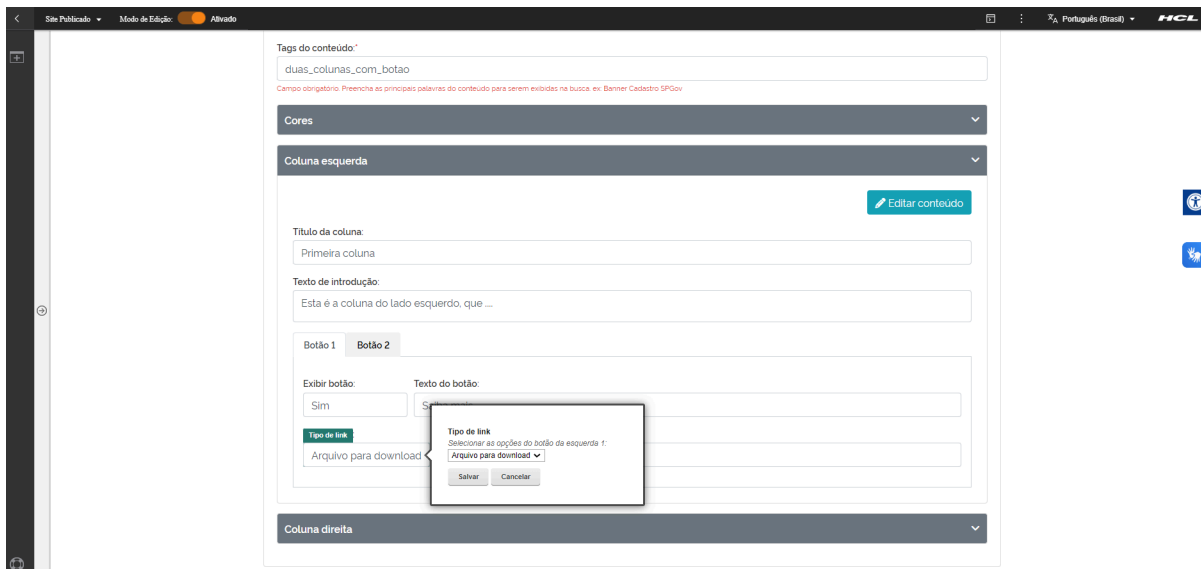 Site Publicado Modo de Edição: Ativado Português (Brasil) HCL
Tags do conteúdo:*
duas_colunas_com_botao
Campo obrigatório. Preencha as principais palavras do conteúdo para serem exibidas na busca, ex: Banner Cadastro SPGov
Cores
Coluna esquerda
Editar conteúdo
Título da coluna:
Primeira coluna
Texto de introdução:
Esta é a coluna do lado esquerdo, que ....
Botão 1 Botão 2
Exibir botão: Texto do botão:
Sim
Tipo de link
Arquivo para download
Tipo de link
Selecionar as opções do botão da esquerda 1:
Arquivo para download
Salvar Cancelar
Coluna direita